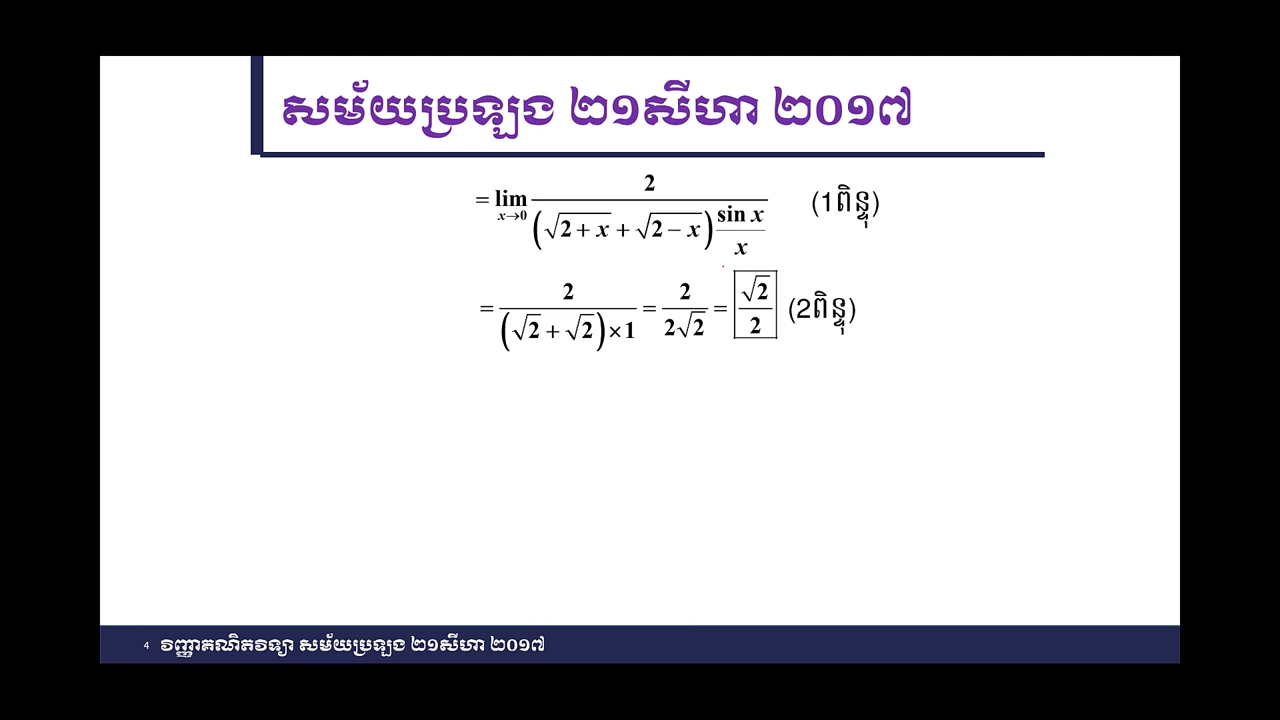 សម័យប្រឡង ២១សីហា ២០១៧
= lim x→0 2 / (√2 + x + √2 − x) sin x / x (1ពិន្ទុ)
= 2 / (√2 + √2) × 1 = 2 / 2√2 = √2 / 2 (2ពិន្ទុ)
4 វិញ្ញាគណិតវិទ្យា សម័យប្រឡង ២១សីហា ២០១៧